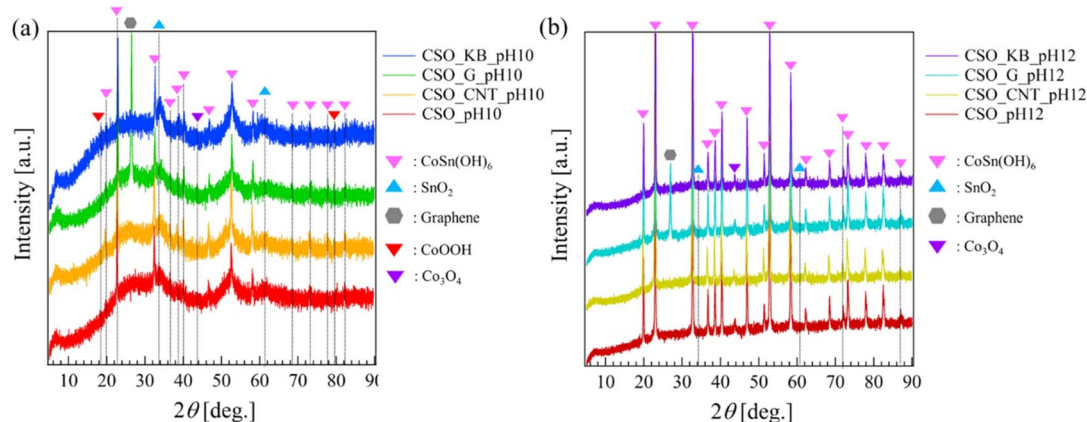 (a)
Intensity [a.u.]
10 20 30 40 50 60 70 80 90
2θ [deg.]
CSO_KB_pH10
CSO_G_pH10
CSO_CNT_pH10
CSO_pH10
: CoSn(OH)6
: SnO2
: Graphene
: CoOOH
: Co3O4
(b)
Intensity [a.u.]
10 20 30 40 50 60 70 80 90
2θ [deg.]
CSO_KB_pH12
CSO_G_pH12
CSO_CNT_pH12
CSO_pH12
: CoSn(OH)6
: SnO2
: Graphene
: Co3O4